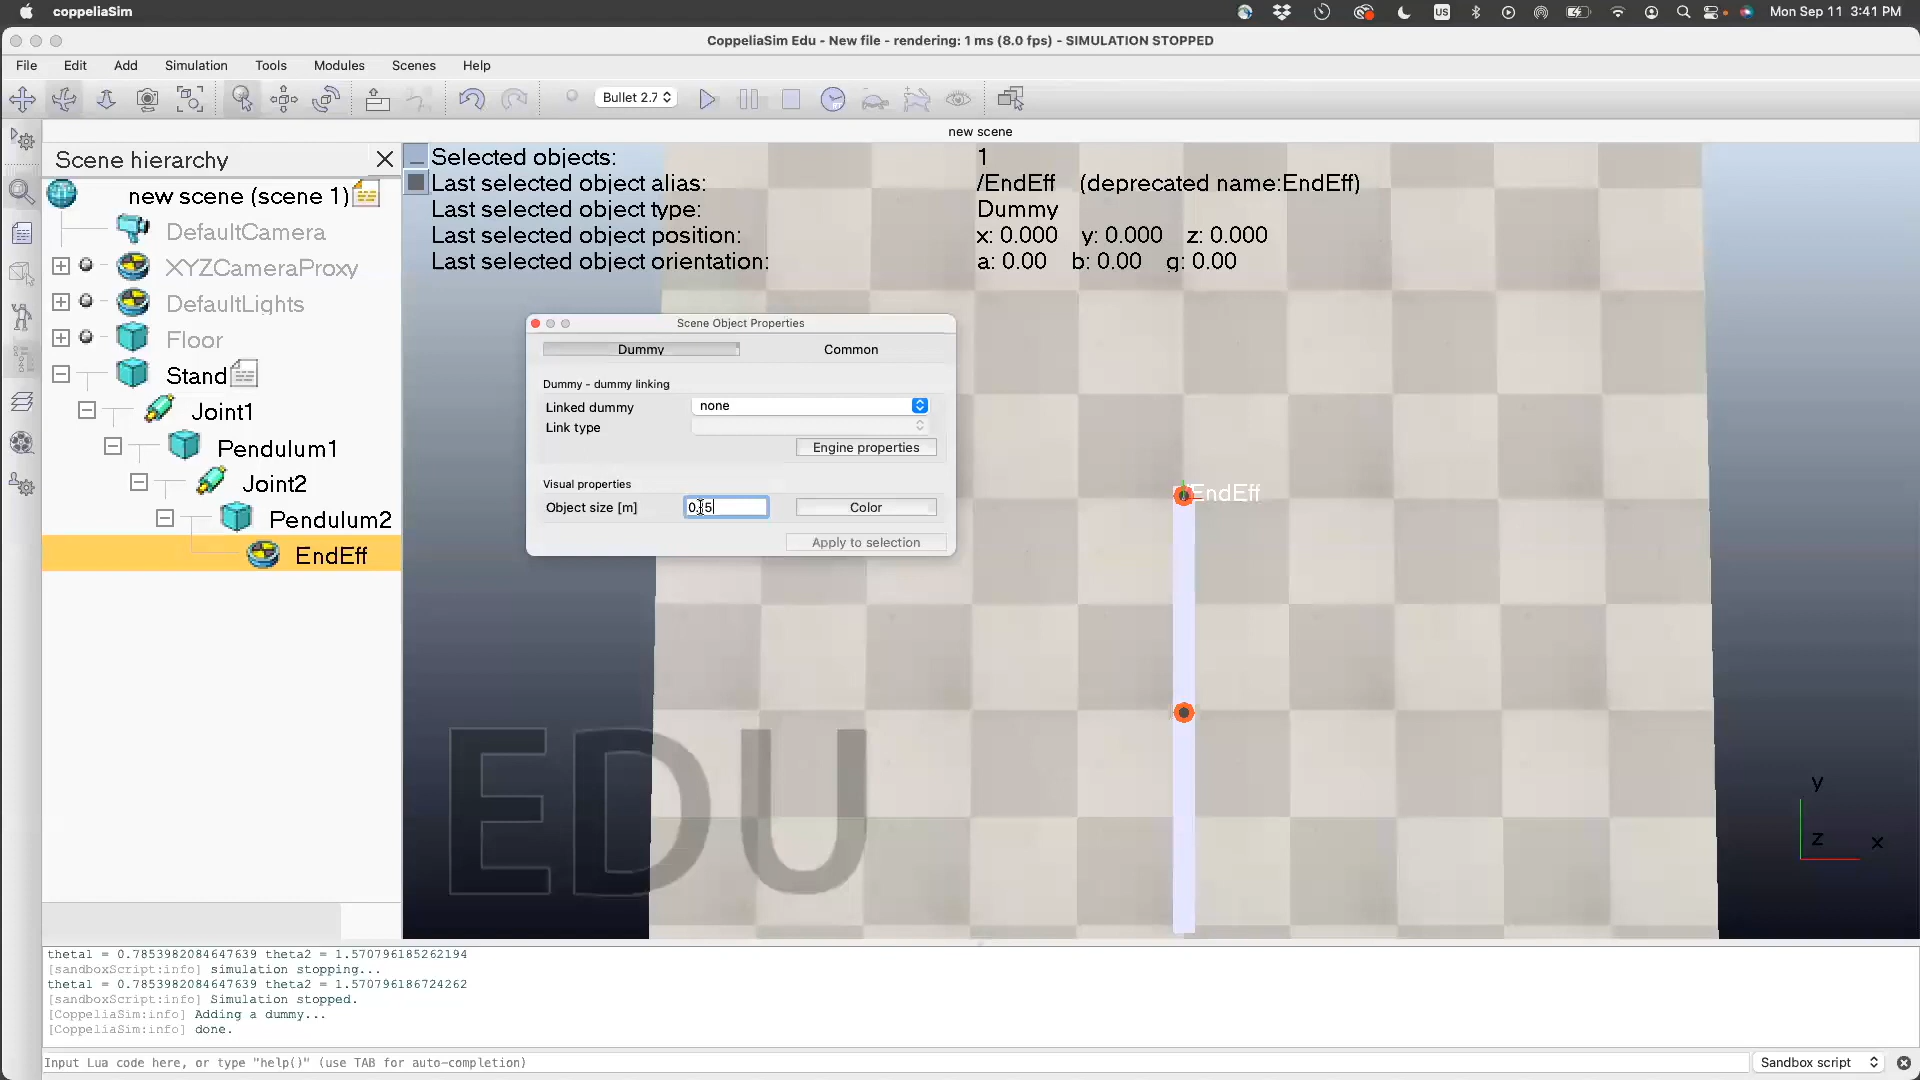 coppeliaSim
US
Mon Sep 11 3:41 PM
CoppeliaSim Edu - New file - rendering: 1 ms (8.0 fps) - SIMULATION STOPPED
File Edit Add Simulation Tools Modules Scenes Help
Bullet 2.7
new scene
Scene hierarchy
new scene (scene 1)
DefaultCamera
XYZCameraProxy
DefaultLights
Floor
Stand
Joint1
Pendulum1
Joint2
Pendulum2
EndEff
Selected objects: 1
Last selected object alias: /EndEff (deprecated name:EndEff)
Last selected object type: Dummy
Last selected object position: x: 0.000 y: 0.000 z: 0.000
Last selected object orientation: a: 0.00 b: 0.00 g: 0.00
Scene Object Properties
Dummy Common
Dummy - dummy linking
Linked dummy none
Link type
Engine properties
Visual properties
Object size [m] Color
Apply to selection
EndEff
EDU
y
z x
theta1 = 0.7853982084647639 theta2 = 1.570796185262194
[sandboxScript:info] simulation stopping...
theta1 = 0.7853982084647639 theta2 = 1.570796186724262
[sandboxScript:info] Simulation stopped.
[CoppeliaSim:info] Adding a dummy...
[CoppeliaSim:info] done.
Input Lua code here, or type "help()" (use TAB for auto-completion)
Sandbox script